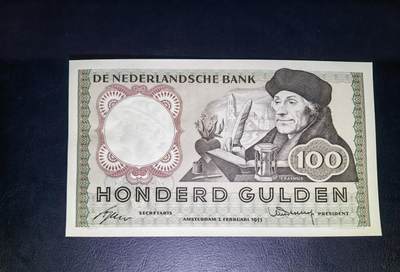 DE NEDERLANDSCHE BANK
100
ERASMUS
HONDERD GULDEN
SECRETARIS
AMSTERDAM 2 FEBRUARI 1953
PRESIDENT